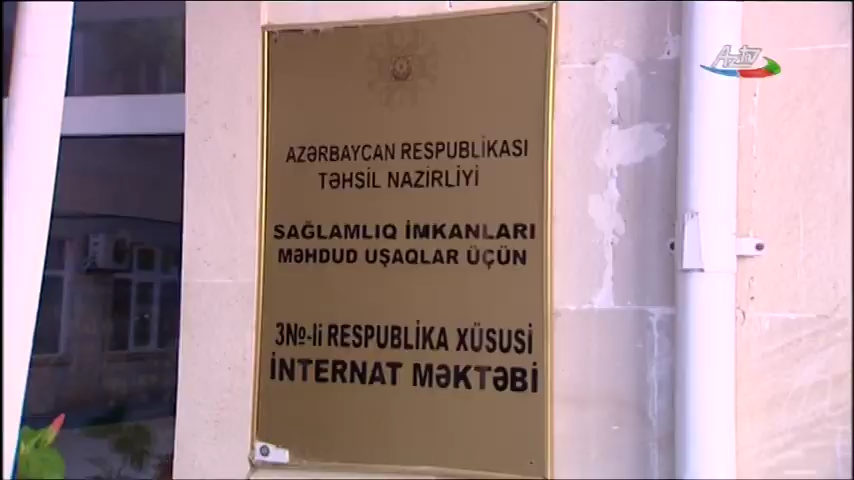 AzTV
AZƏRBAYCAN RESPUBLİKASI
TƏHSİL NAZİRLİYİ
SAĞLAMLIQ İMKANLARI
MƏHDUD UŞAQLAR ÜÇÜN
3№-li RESPUBLİKA XÜSUSİ
İNTERNAT MƏKTƏBİ